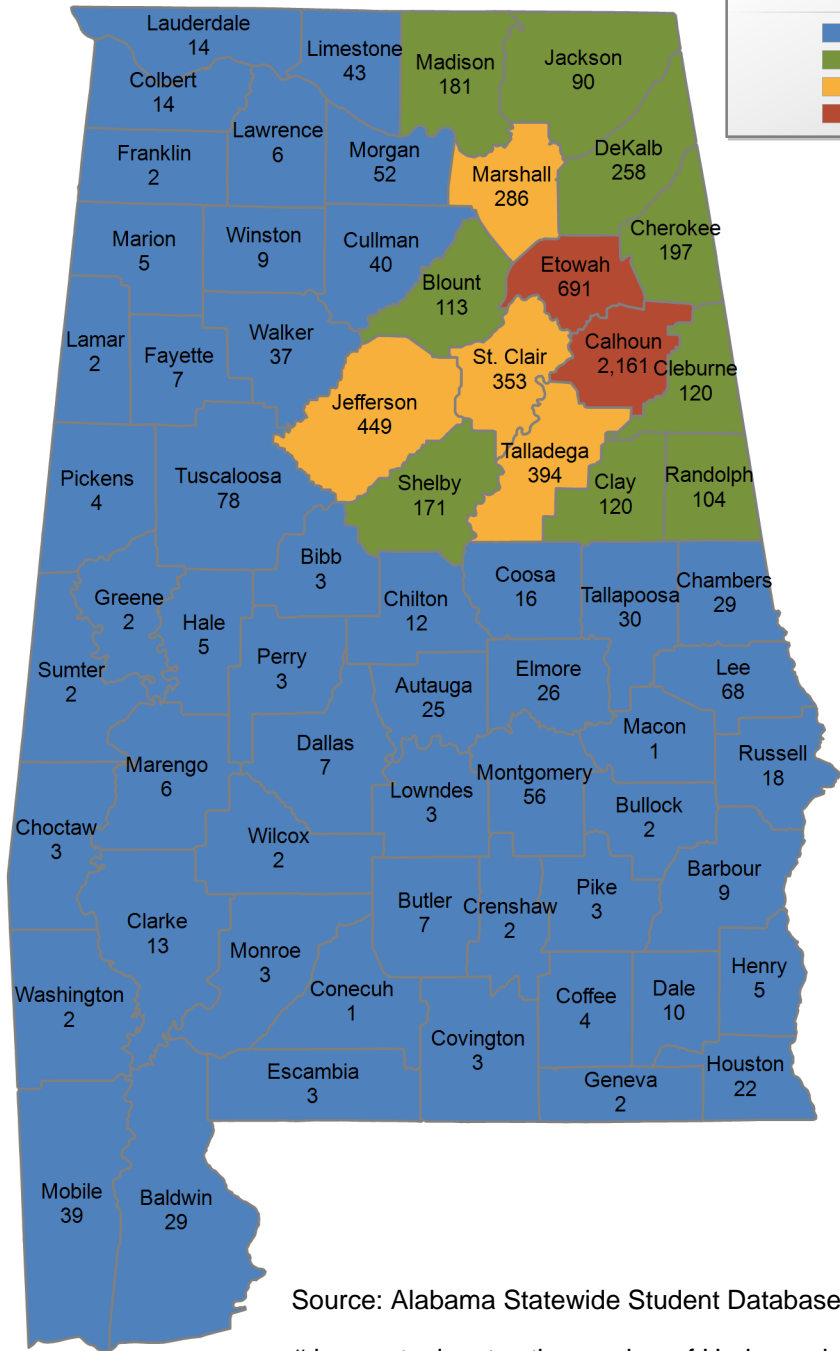 Lauderdale
14
Limestone
43
Madison
181
Jackson
90
Colbert
14
Lawrence
6
Franklin
2
Morgan
52
Marshall
286
DeKalb
258
Cherokee
197
Marion
5
Winston
9
Cullman
40
Blount
113
Etowah
691
Lamar
2
Fayette
7
Walker
37
St. Clair
353
Calhoun
2,161
Cleburne
120
Jefferson
449
Talladega
394
Pickens
4
Tuscaloosa
78
Shelby
171
Clay
120
Randolph
104
Bibb
3
Coosa
16
Tallapoosa
30
Chambers
29
Greene
2
Hale
5
Chilton
12
Perry
3
Sumter
2
Autauga
25
Elmore
26
Lee
68
Macon
1
Dallas
7
Marengo
6
Lowndes
3
Montgomery
56
Russell
18
Bullock
2
Choctaw
3
Wilcox
2
Barbour
9
Clarke
13
Butler
7
Crenshaw
2
Pike
3
Monroe
3
Henry
5
Washington
2
Conecuh
1
Coffee
4
Dale
10
Covington
3
Escambia
3
Geneva
2
Houston
22
Mobile
39
Baldwin
29
Source: Alabama Statewide Student Database